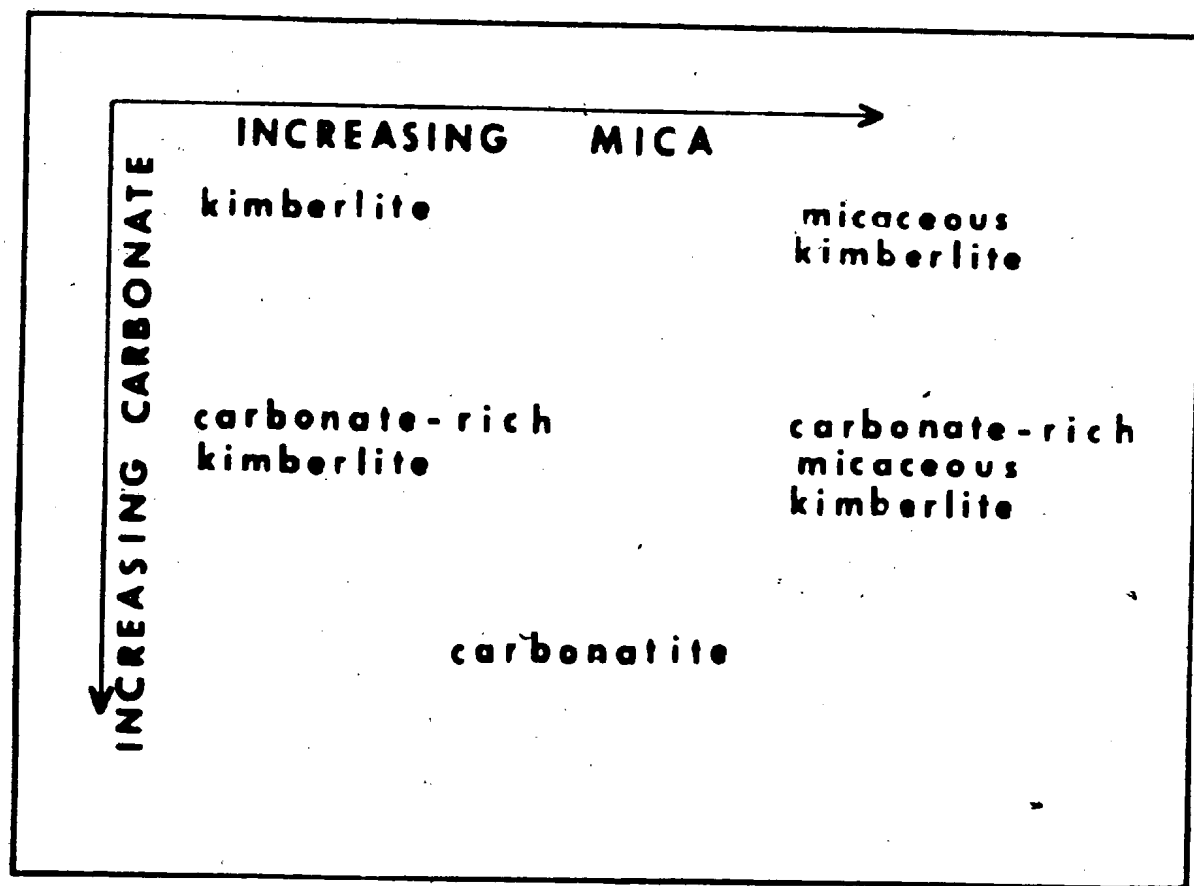 INCREASING MICA
INCREASING CARBONATE
kimberlite
micaceous
kimberlite
carbonate-rich
kimberlite
carbonate-rich
micaceous
kimberlite
carbonatite